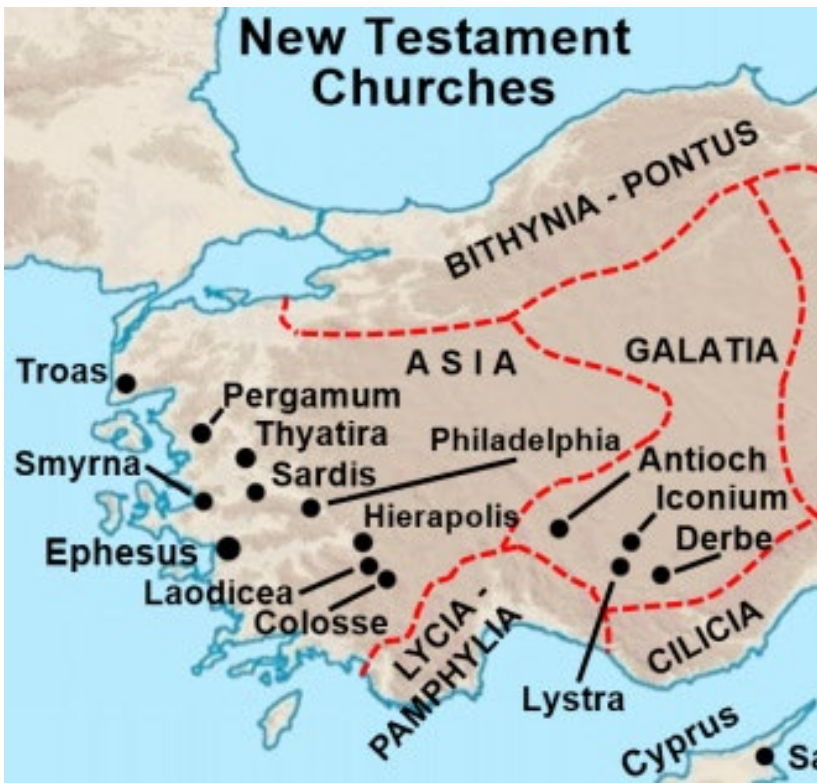 New Testament
Churches
BITHYNIA - PONTUS
ASIA
GALATIA
Troas
Pergamum
Thyatira
Philadelphia
Antioch
Smyrna
Sardis
Iconium
Hierapolis
Derbe
Ephesus
Laodicea
Colosse
LYCIA -
PAMPHYLIA
CILICIA
Lystra
Cyprus
Sa